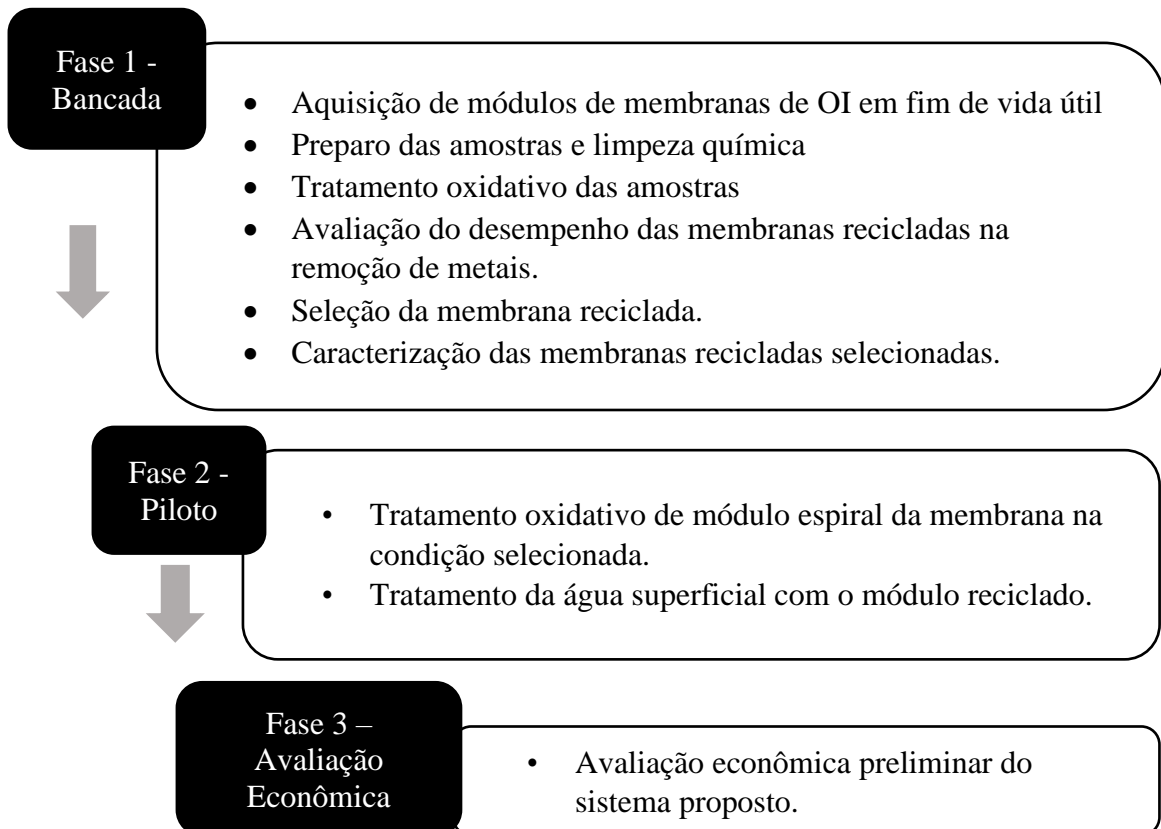 Fase 1 -
Bancada
• Aquisição de módulos de membranas de OI em fim de vida útil
• Preparo das amostras e limpeza química
• Tratamento oxidativo das amostras
• Avaliação do desempenho das membranas recicladas na
remoção de metais.
• Seleção da membrana reciclada.
• Caracterização das membranas recicladas selecionadas.
Fase 2 -
Piloto
• Tratamento oxidativo de módulo espiral da membrana na
condição selecionada.
• Tratamento da água superficial com o módulo reciclado.
Fase 3 –
Avaliação
Econômica
• Avaliação econômica preliminar do
sistema proposto.